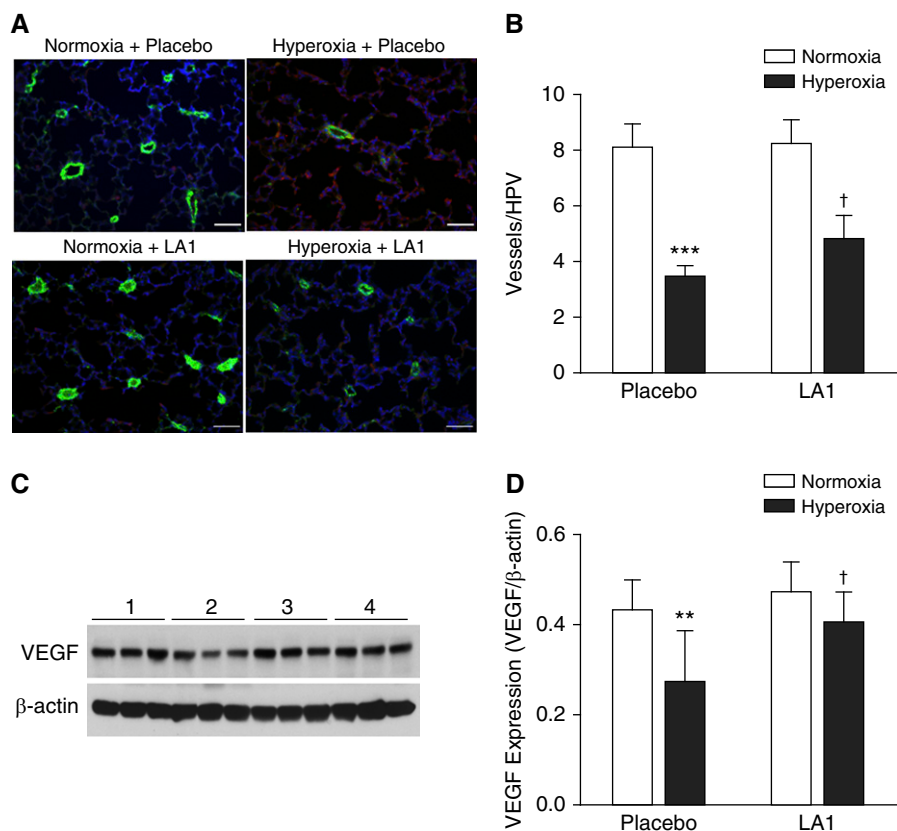 A
Normoxia + Placebo
Hyperoxia + Placebo
Normoxia + LA1
Hyperoxia + LA1
B
Normoxia
Hyperoxia
Vessels/HPV
10
8
6
4
2
0
***
†
Placebo
LA1
C
1
2
3
4
VEGF
β-actin
D
Normoxia
Hyperoxia
VEGF Expression (VEGF/β-actin)
0.6
0.4
0.2
0.0
**
†
Placebo
LA1